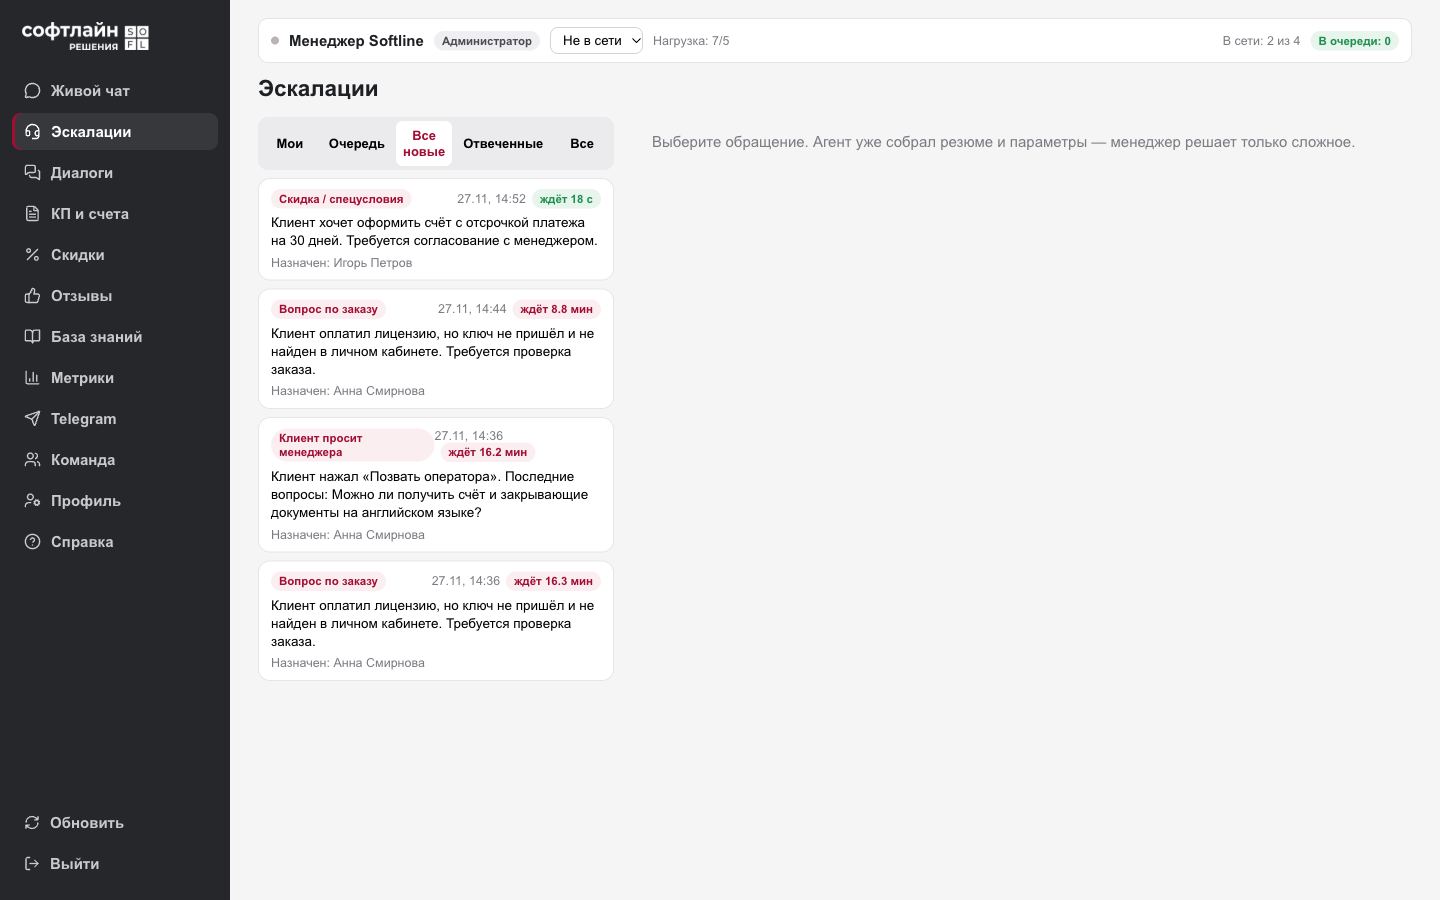 софтлайн
РЕШЕНИЯ
SO
FL
Живой чат
Эскалации
Диалоги
КП и счета
Скидки
Отзывы
База знаний
Метрики
Telegram
Команда
Профиль
Справка
Обновить
Выйти
Менеджер Softline Администратор Не в сети Нагрузка: 7/5 В сети: 2 из 4 В очереди: 0
Эскалации
Мои Очередь Все новые Отвеченные Все
Скидка / спецусловия 27.11, 14:52 ждёт 18 с
Клиент хочет оформить счёт с отсрочкой платежа
на 30 дней. Требуется согласование с менеджером.
Назначен: Игорь Петров
Вопрос по заказу 27.11, 14:44 ждёт 8.8 мин
Клиент оплатил лицензию, но ключ не пришёл и не
найден в личном кабинете. Требуется проверка
заказа.
Назначен: Анна Смирнова
Клиент просит
менеджера
27.11, 14:36
ждёт 16.2 мин
Клиент нажал «Позвать оператора». Последние
вопросы: Можно ли получить счёт и закрывающие
документы на английском языке?
Назначен: Анна Смирнова
Вопрос по заказу 27.11, 14:36 ждёт 16.3 мин
Клиент оплатил лицензию, но ключ не пришёл и не
найден в личном кабинете. Требуется проверка
заказа.
Назначен: Анна Смирнова
Выберите обращение. Агент уже собрал резюме и параметры — менеджер решает только сложное.